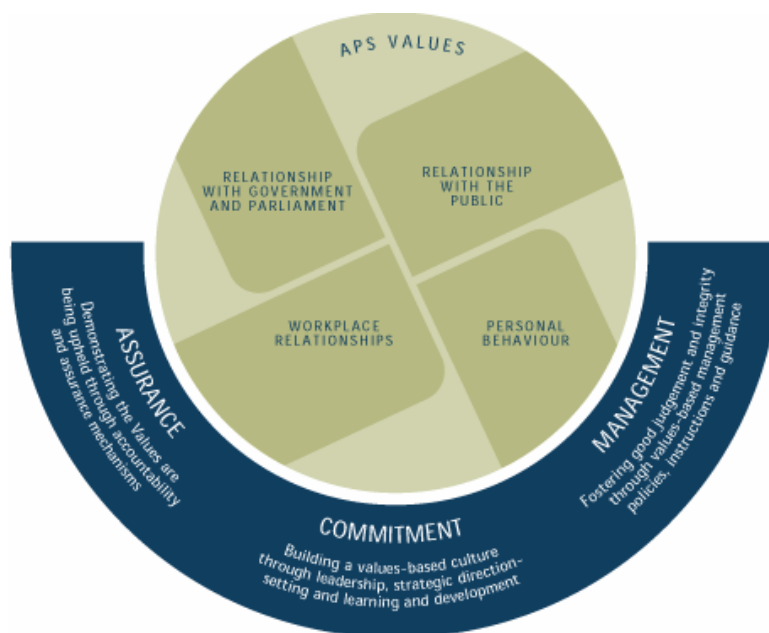 APS VALUES
RELATIONSHIP
WITH GOVERNMENT
AND PARLIAMENT
RELATIONSHIP
WITH THE
PUBLIC
WORKPLACE
RELATIONSHIPS
PERSONAL
BEHAVIOUR
ASSURANCE
Demonstrating the Values are
being upheld through accountability
and assurance mechanisms
COMMITMENT
Building a values-based culture
through leadership, strategic direction-
setting and learning and development
MANAGEMENT
Fostering good judgement and integrity
through values-based management
policies, instructions and guidance